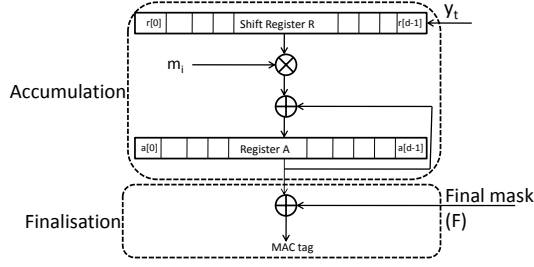 r[0] Shift Register R r[d-1] y_t
m_i
Accumulation
a[0] Register A a[d-1]
Final mask
Finalisation (F)
MAC tag